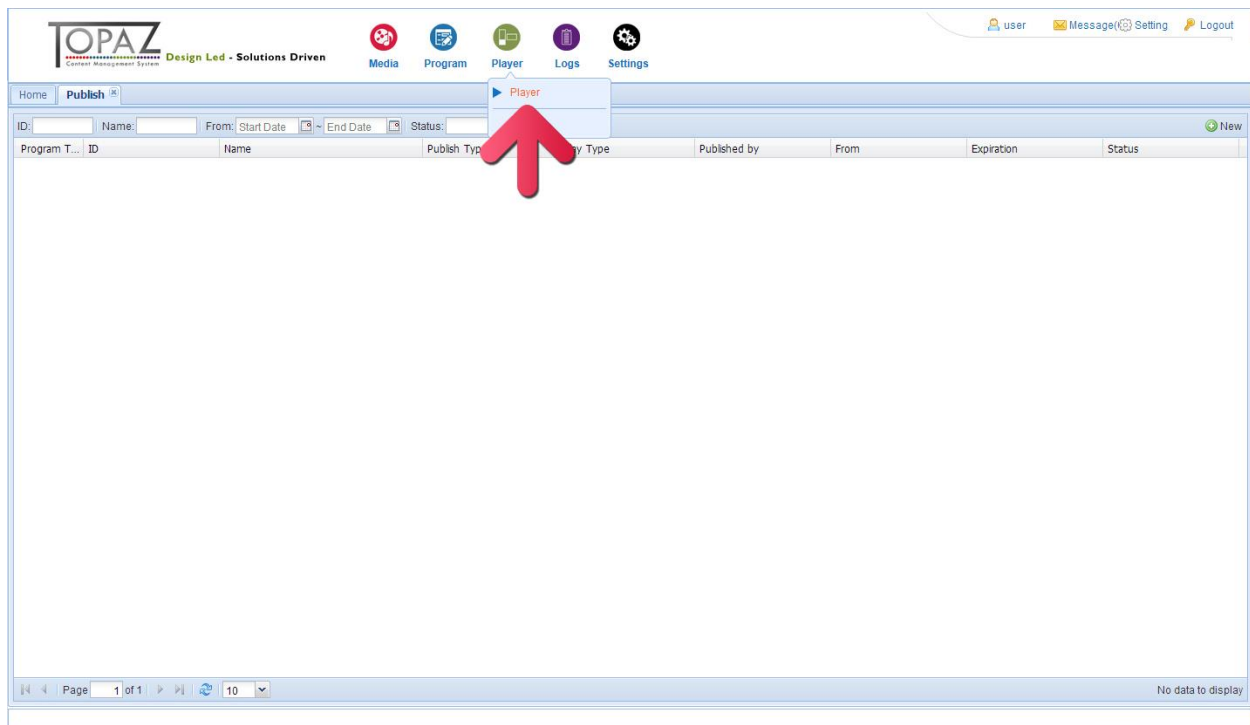 TOPAZ
Content Management System
Design Led - Solutions Driven
Media Program Player Logs Settings
user Message( Setting Logout
Home Publish
Player
ID: Name: From: Start Date ~ End Date Status: New
Program T... ID Name Publish Typ Type Published by From Expiration Status
Page 1 of 1 10 No data to display